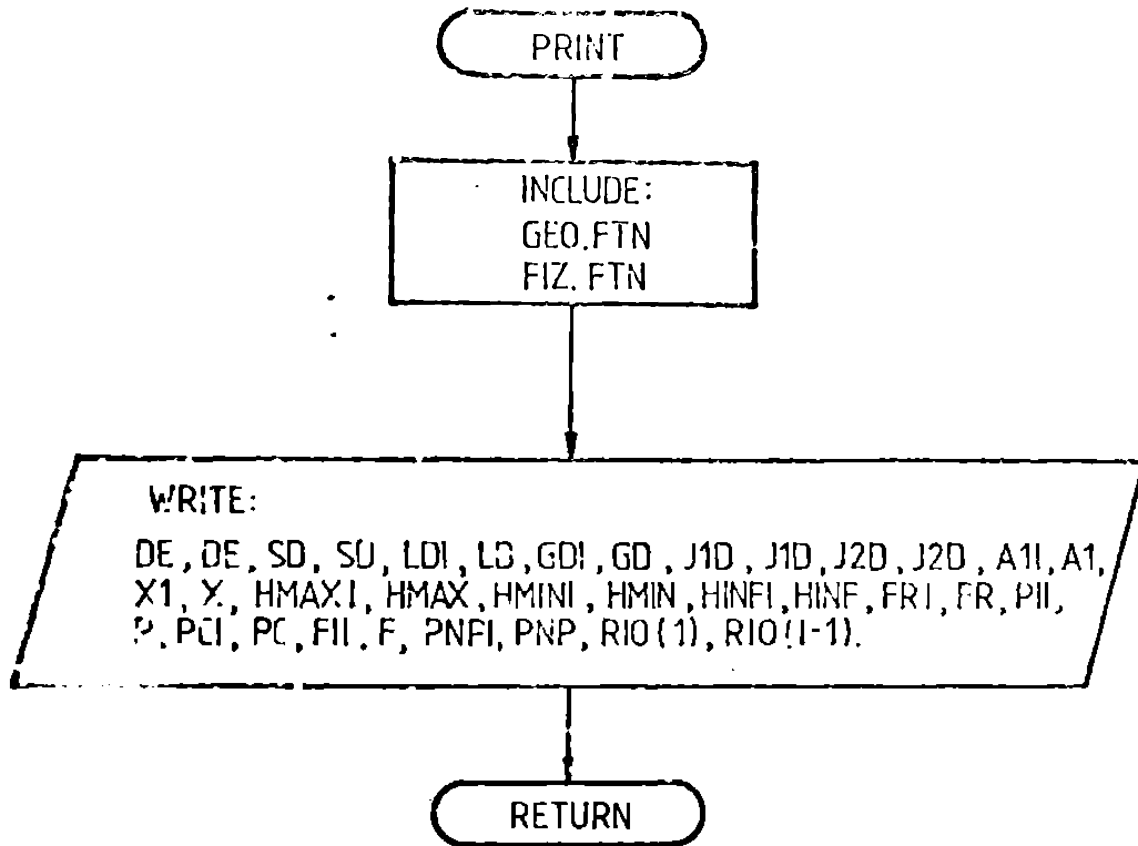 PRINT
INCLUDE:
GEO.FTN
FIZ.FTN
WRITE:
DE, DE, SD, SD, LDI, LD, GDI, GD, J1D, J1D, J2D, J2D, A1I, A1,
X1, X, HMAXI, HMAX, HMINI, HMIN, HINFI, HINF, FRI, FR, PII,
P, PCI, PC, FII, F, PNFI, PNP, RIO(1), RIO(I-1).
RETURN